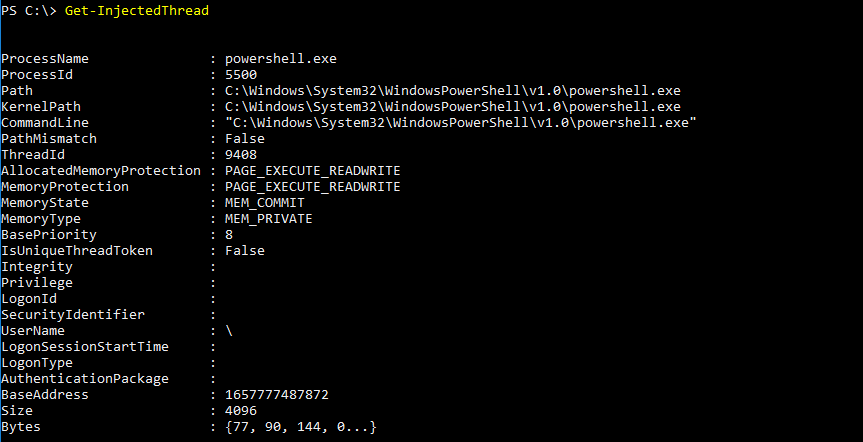 PS C:\> Get-InjectedThread
ProcessName : powershell.exe
ProcessId : 5500
Path : C:\Windows\System32\WindowsPowerShell\v1.0\powershell.exe
KernelPath : C:\Windows\System32\WindowsPowerShell\v1.0\powershell.exe
CommandLine : "C:\Windows\System32\WindowsPowerShell\v1.0\powershell.exe"
PathMismatch : False
ThreadId : 9408
AllocatedMemoryProtection : PAGE_EXECUTE_READWRITE
MemoryProtection : PAGE_EXECUTE_READWRITE
MemoryState : MEM_COMMIT
MemoryType : MEM_PRIVATE
BasePriority : 8
IsUniqueThreadToken : False
Integrity :
Privilege :
LogonId :
SecurityIdentifier :
UserName : \
LogonSessionStartTime :
LogonType :
AuthenticationPackage :
BaseAddress : 1657777487872
Size : 4096
Bytes : {77, 90, 144, 0...}